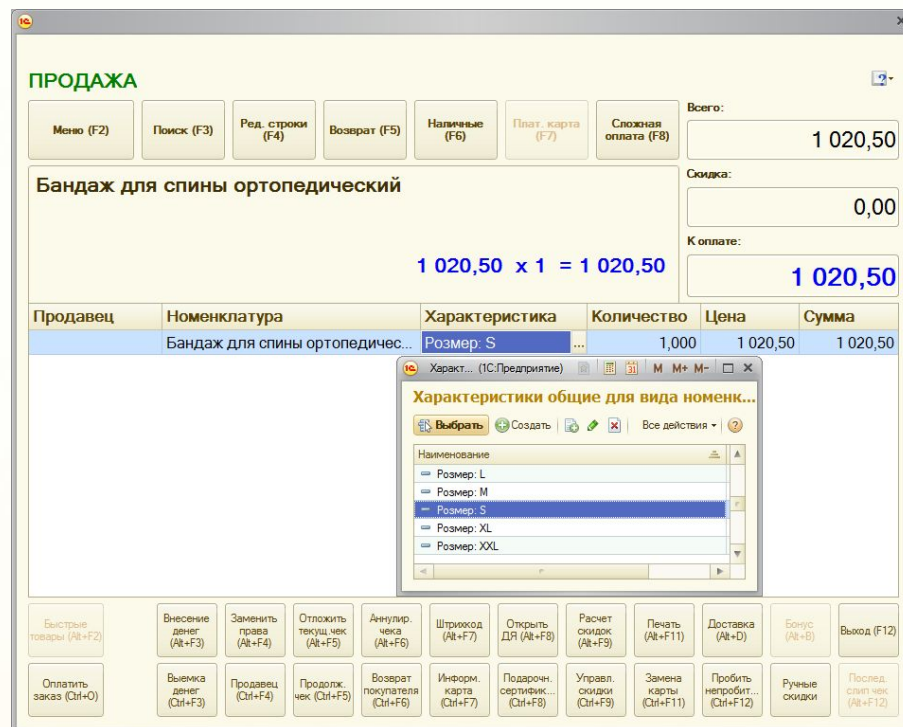 ПРОДАЖА
Меню (F2)
Поиск (F3)
Ред. строки
(F4)
Возврат (F5)
Наличные
(F6)
Плат. карта
(F7)
Сложная
оплата (F8)
Всего:
1 020,50
Бандаж для спины ортопедический
Скидка:
0,00
К оплате:
1 020,50 x 1 = 1 020,50
1 020,50
Продавец Номенклатура Характеристика Количество Цена Сумма
Бандаж для спины ортопедичес... Розмер: S ... 1,000 1 020,50 1 020,50
Характ... (1С:Предприятие) M M+ M-
Характеристики общие для вида номенк...
Выбрать Создать Все действия
Наименование
Розмер: L
Розмер: M
Розмер: S
Розмер: XL
Розмер: XXL
Быстрые
товары (Alt+F2)
Внесение
денег
(Alt+F3)
Заменить
права
(Alt+F4)
Отложить
текущ.чек
(Alt+F5)
Аннулир.
чека
(Alt+F6)
Штрихкод
(Alt+F7)
Открыть
ДЯ (Alt+F8)
Расчет
скидок
(Alt+F9)
Печать
(Alt+F11)
Доставка
(Alt+D)
Бонус
(Alt+B)
Выход (F12)
Оплатить
заказ (Ctrl+O)
Выемка
денег
(Ctrl+F3)
Продавец
(Ctrl+F4)
Продолж.
чек (Ctrl+F5)
Возврат
покупателя
(Ctrl+F6)
Информ.
карта
(Ctrl+F7)
Подарочн.
сертифик...
(Ctrl+F8)
Управл.
скидки
(Ctrl+F9)
Замена
карты
(Ctrl+F11)
Пробить
непробит...
(Ctrl+F12)
Ручные
скидки
Послед.
слип чек
(Alt+F12)